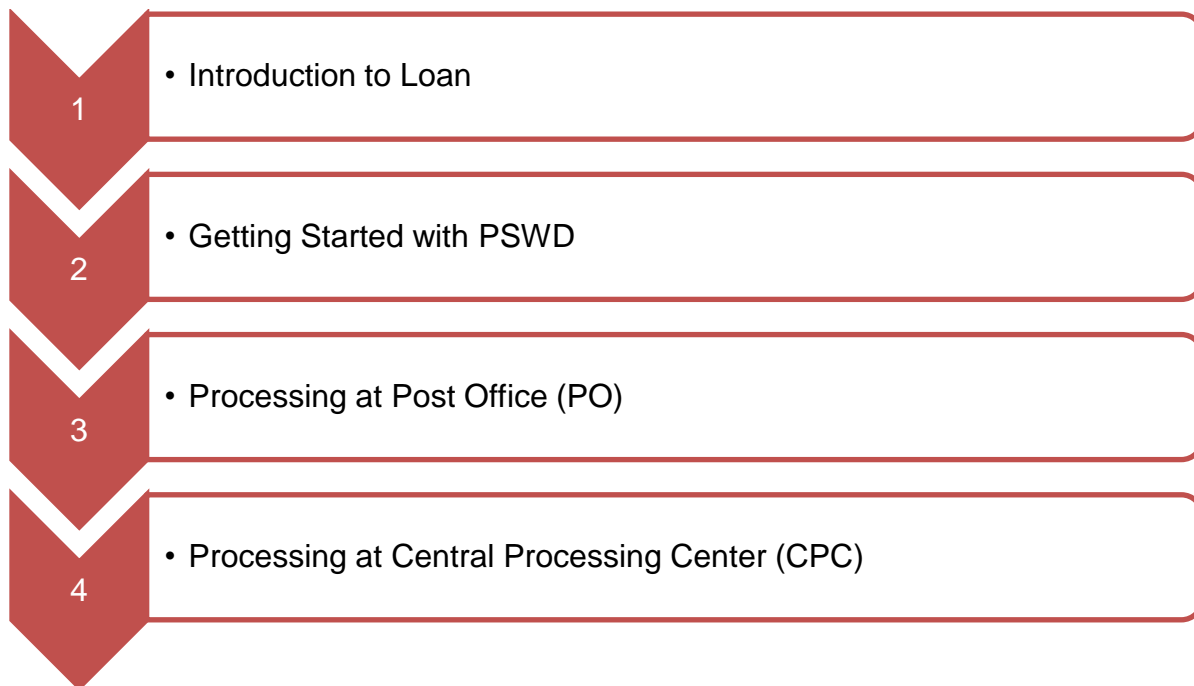 1
• Introduction to Loan
2
• Getting Started with PSWD
3
• Processing at Post Office (PO)
4
• Processing at Central Processing Center (CPC)